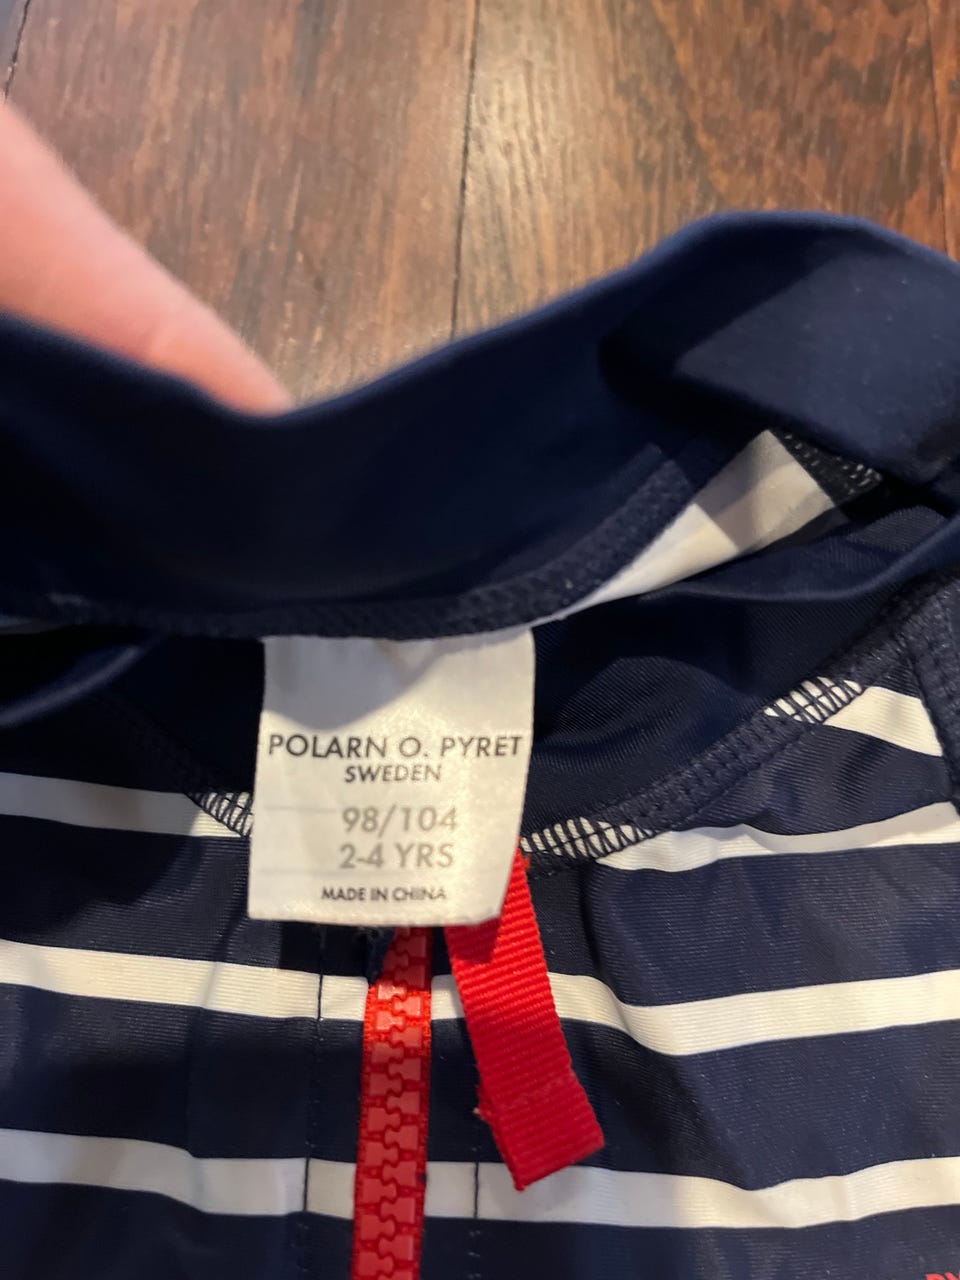 POLARN O. PYRET
SWEDEN
98/104
2-4 YRS
MADE IN CHINA